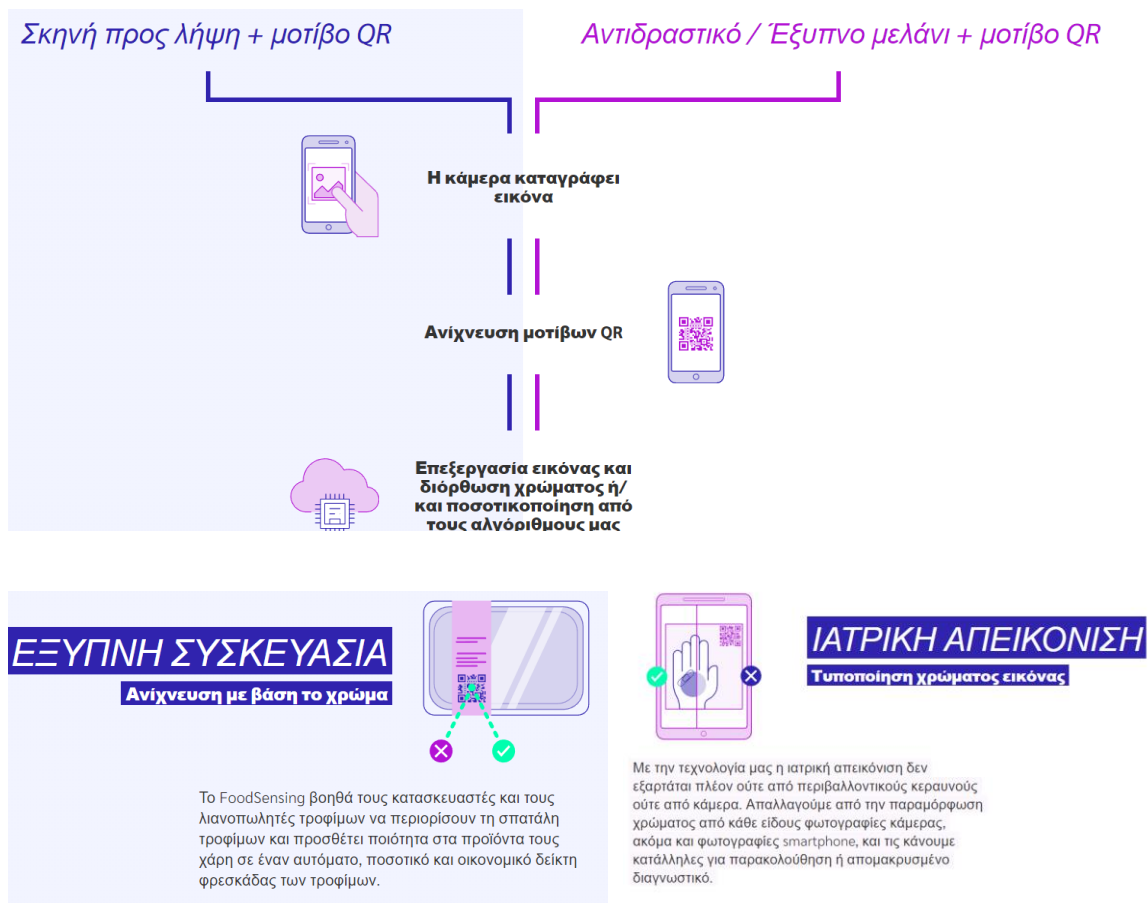 Σκηνή προς λήψη + μοτίβο QR
Αντιδραστικό / Έξυπνο μελάνι + μοτίβο QR
Η κάμερα καταγράφει
εικόνα
Ανίχνευση μοτίβων QR
Επεξεργασία εικόνας και
διόρθωση χρώματος ή/
και ποσοτικοποίηση από
τους αλγόριθμους μας
ΕΞΥΠΝΗ ΣΥΣΚΕΥΑΣΙΑ
Ανίχνευση με βάση το χρώμα
Το FoodSensing βοηθά τους κατασκευαστές και τους
λιανοπωλητές τροφίμων να περιορίσουν τη σπατάλη
τροφίμων και προσθέτει ποιότητα στα προϊόντα τους
χάρη σε έναν αυτόματο, ποσοτικό και οικονομικό δείκτη
φρεσκάδας των τροφίμων.
ΙΑΤΡΙΚΗ ΑΠΕΙΚΟΝΙΣΗ
Τυποποίηση χρώματος εικόνας
Με την τεχνολογία μας η ιατρική απεικόνιση δεν
εξαρτάται πλέον ούτε από περιβαλλοντικούς κεραυνούς
ούτε από κάμερα. Απαλλαγούμε από την παραμόρφωση
χρώματος από κάθε είδους φωτογραφίες κάμερας,
ακόμα και φωτογραφίες smartphone, και τις κάνουμε
κατάλληλες για παρακολούθηση ή απομακρυσμένο
διαγνωστικό.